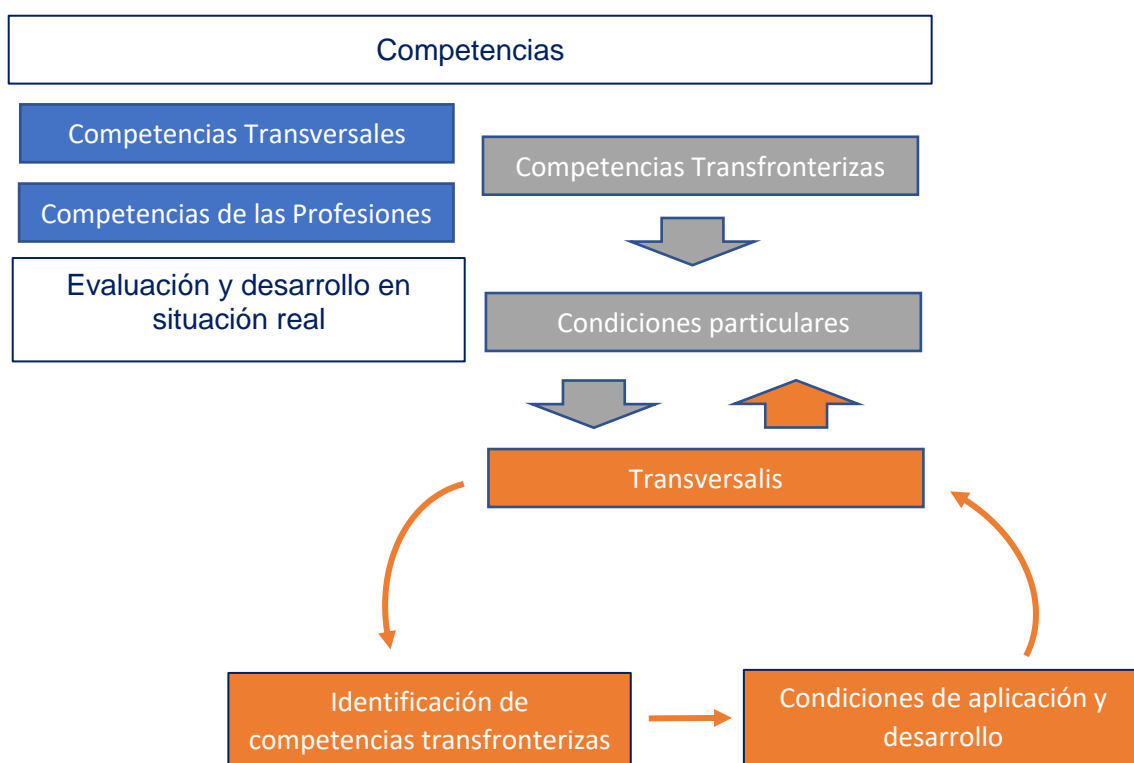 Competencias
Competencias Transversales
Competencias Transfronterizas
Competencias de las Profesiones
Evaluación y desarrollo en
situación real
Condiciones particulares
Transversalis
Identificación de
competencias transfronterizas
Condiciones de aplicación y
desarrollo